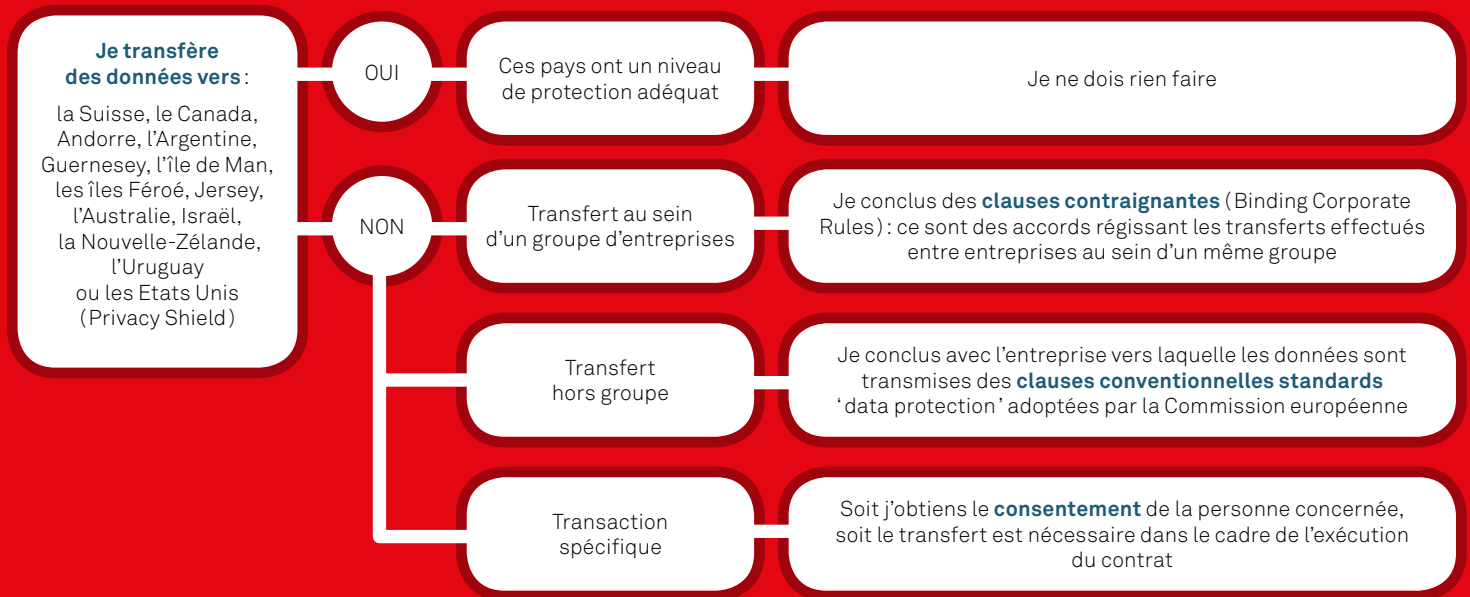 Je transfère
des données vers :
la Suisse, le Canada,
Andorre, l'Argentine,
Guernesey, l'île de Man,
les îles Féroé, Jersey,
l'Australie, Israël,
la Nouvelle-Zélande,
l'Uruguay
ou les Etats Unis
(Privacy Shield)
OUI
Ces pays ont un niveau
de protection adéquat
Je ne dois rien faire
NON
Transfert au sein
d'un groupe d'entreprises
Je conclus des clauses contraignantes (Binding Corporate
Rules) : ce sont des accords régissant les transferts effectués
entre entreprises au sein d'un même groupe
Transfert
hors groupe
Je conclus avec l'entreprise vers laquelle les données sont
transmises des clauses conventionnelles standards
‘data protection’ adoptées par la Commission européenne
Transaction
spécifique
Soit j'obtiens le consentement de la personne concernée,
soit le transfert est nécessaire dans le cadre de l'exécution
du contrat